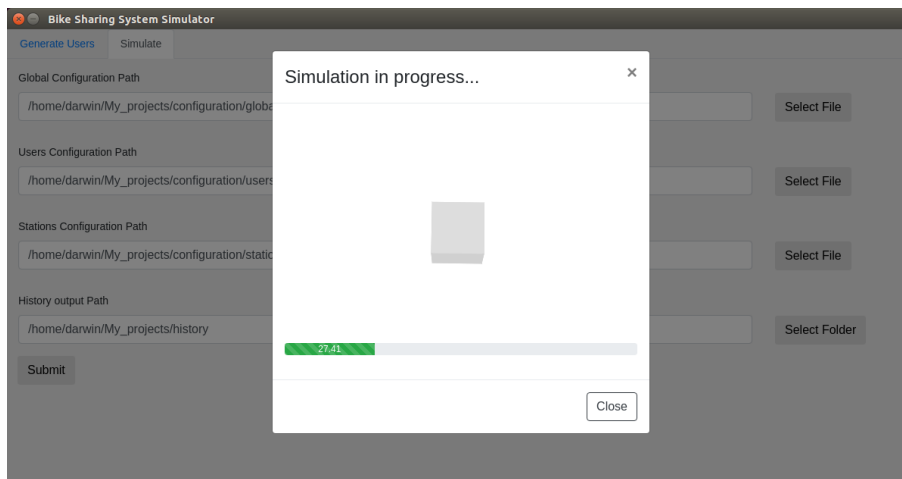 Bike Sharing System Simulator
Generate Users Simulate
Global Configuration Path
/home/darwin/My_projects/configuration/globa
Select File
Users Configuration Path
/home/darwin/My_projects/configuration/users
Select File
Stations Configuration Path
/home/darwin/My_projects/configuration/static
Select File
History output Path
/home/darwin/My_projects/history
Select Folder
Submit
Simulation in progress... ×
27.41
Close